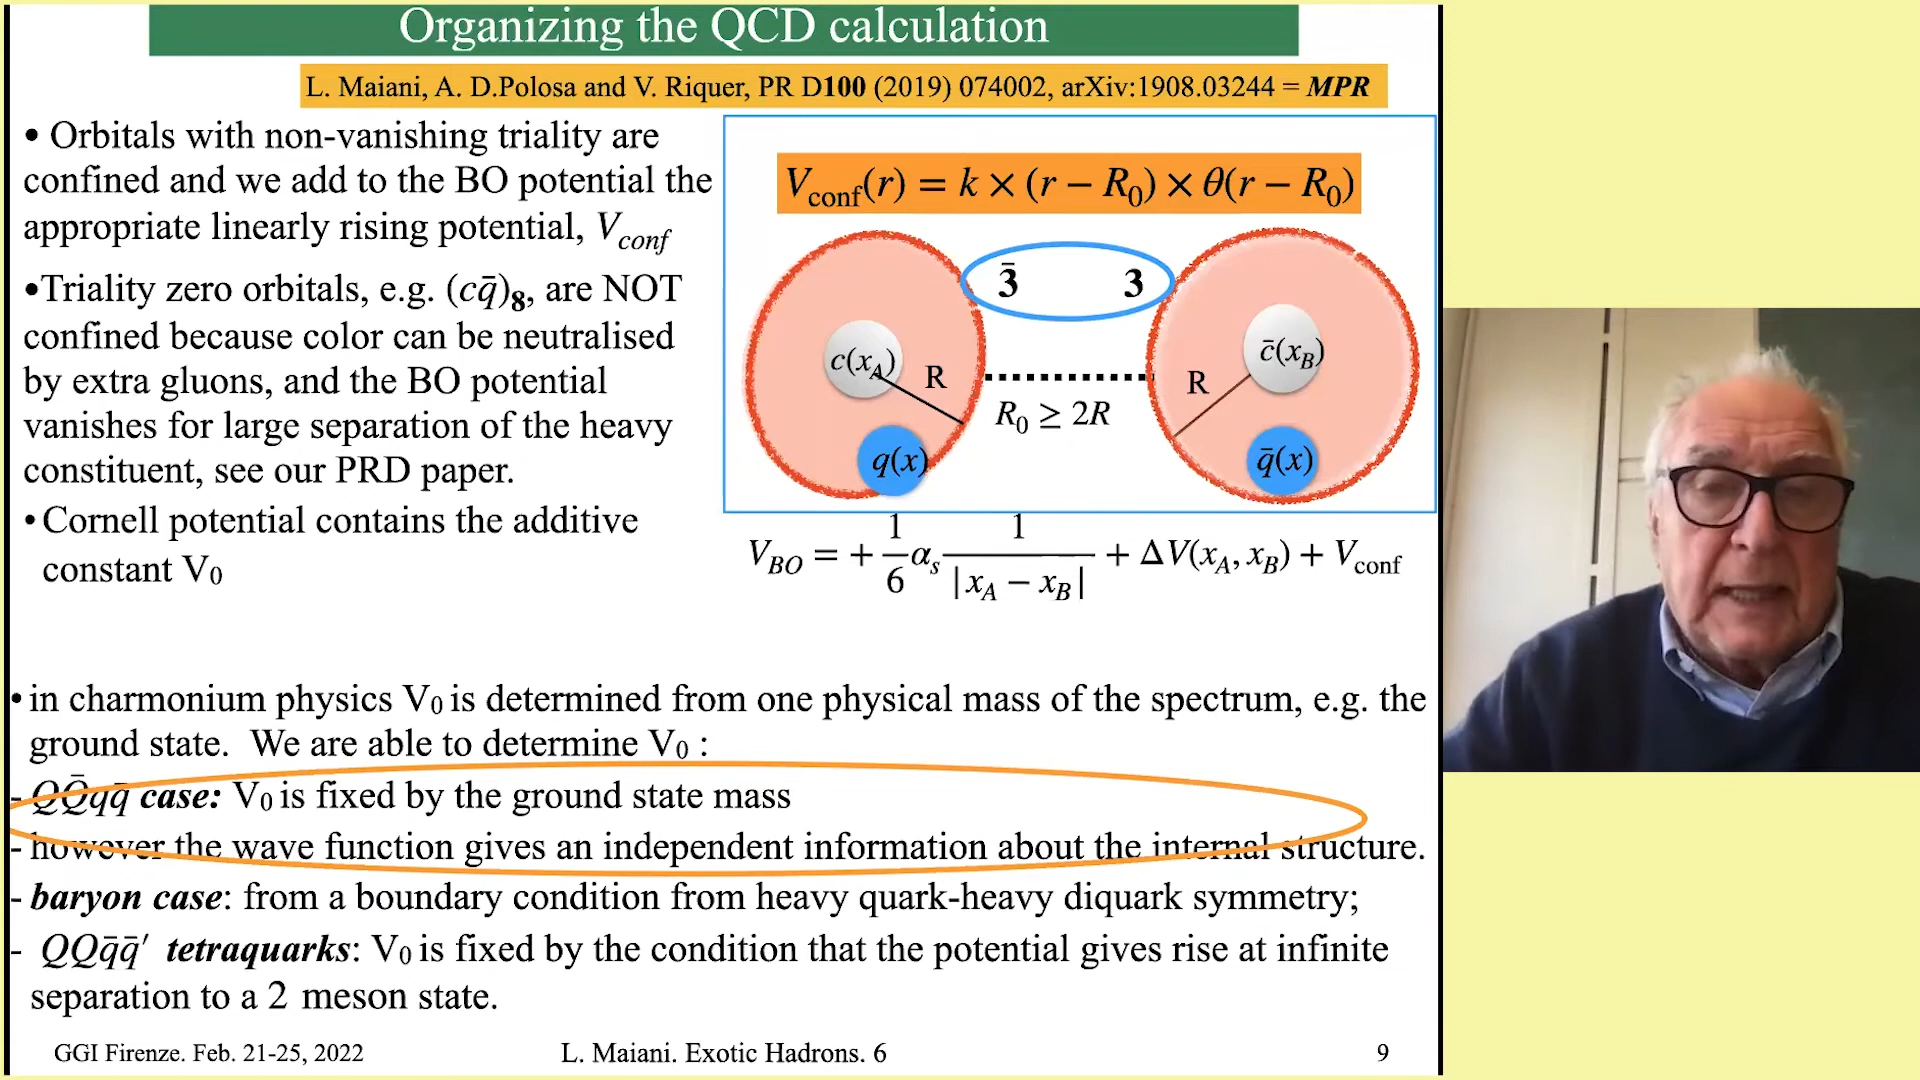 Organizing the QCD calculation
L. Maiani, A. D.Polosa and V. Riquer, PR D100 (2019) 074002, arXiv:1908.03244 = MPR
• Orbitals with non-vanishing triality are
confined and we add to the BO potential the
appropriate linearly rising potential, V_conf
•Triality zero orbitals, e.g. (cq̄)₈, are NOT
confined because color can be neutralised
by extra gluons, and the BO potential
vanishes for large separation of the heavy
constituent, see our PRD paper.
• Cornell potential contains the additive
constant V₀
V_conf(r) = k × (r − R₀) × θ(r − R₀)
3̄ 3
c(x_A) R
R c̄(x_B)
R₀ ≥ 2R
q(x) q̄(x)
V_BO = + 1/6 α_s 1/|x_A − x_B| + ΔV(x_A, x_B) + V_conf
• in charmonium physics V₀ is determined from one physical mass of the spectrum, e.g. the
ground state. We are able to determine V₀ :
- QQ̄qq̄ case: V₀ is fixed by the ground state mass
- however the wave function gives an independent information about the internal structure.
- baryon case: from a boundary condition from heavy quark-heavy diquark symmetry;
- QQq̄q̄′ tetraquarks: V₀ is fixed by the condition that the potential gives rise at infinite
separation to a 2 meson state.
GGI Firenze. Feb. 21-25, 2022
L. Maiani. Exotic Hadrons. 6
9